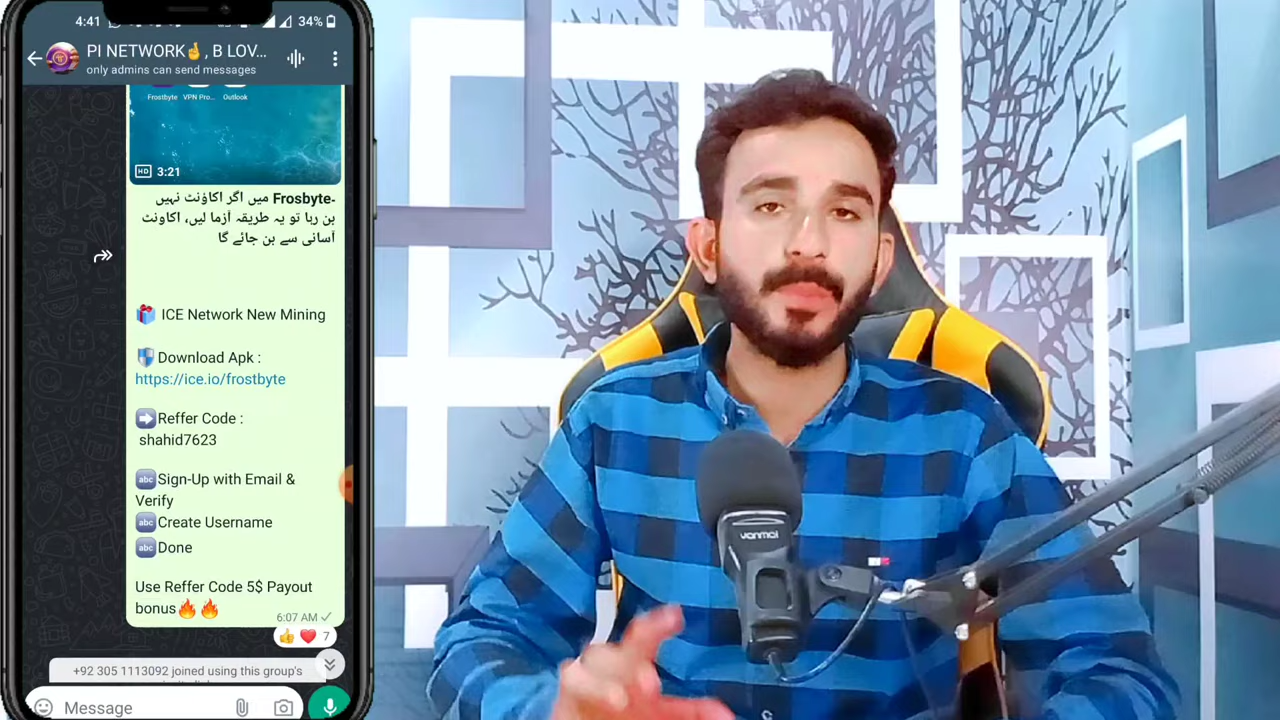 4:41
34%
PI NETWORK🤞, B LOV...
only admins can send messages
Frostbyte VPN Pro... Outlook
HD 3:21
Frosbyte- میں اگر اکاؤنٹ نہیں
بن رہا تو یہ طریقہ آزما لیں، اکاونٹ
آسانی سے بن جائے گا
🎁 ICE Network New Mining
🛡️Download Apk :
https://ice.io/frostbyte
➡️Reffer Code :
shahid7623
🔤Sign-Up with Email &
Verify
🔤Create Username
🔤Done
Use Reffer Code 5$ Payout
bonus🔥🔥
6:07 AM
👍 ❤️ 7
+92 305 1113092 joined using this group's
Message
vanmai